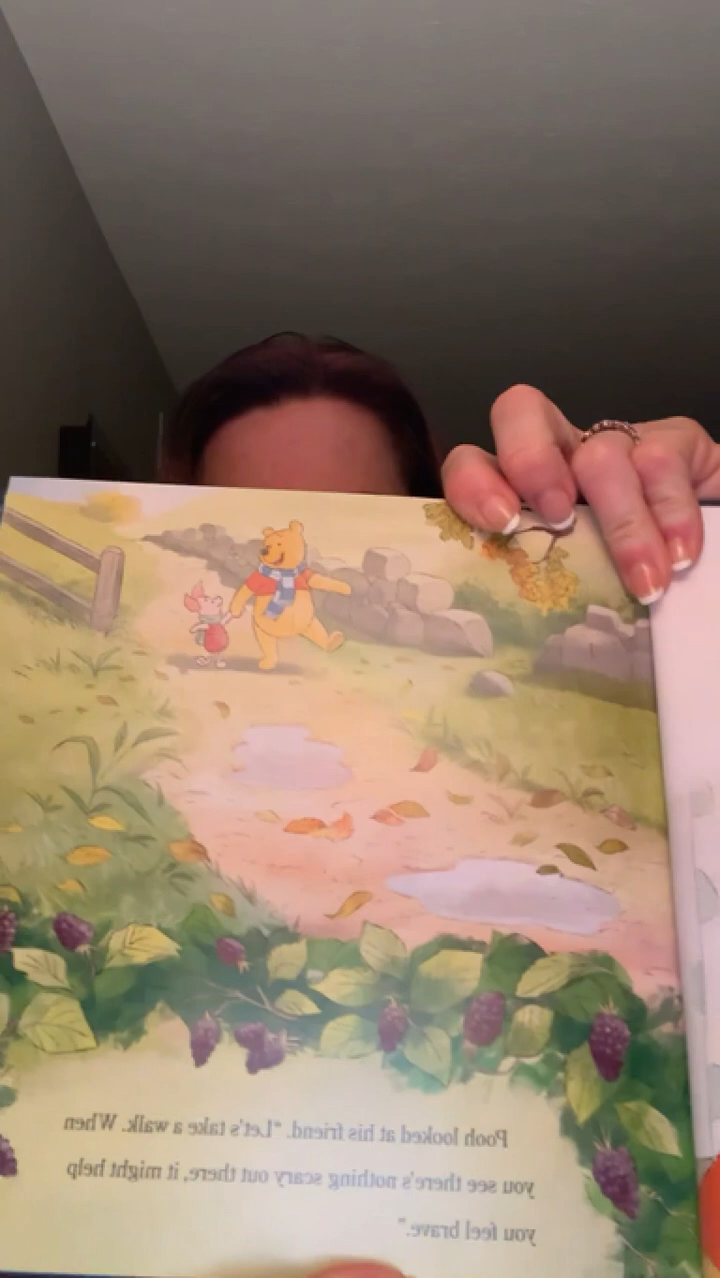 Pooh looked at his friend. "Let's take a walk. When
you see there's nothing scary out there, it might help
you feel brave."